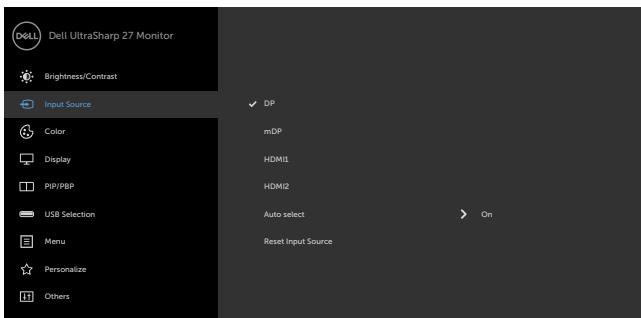 DELL Dell UltraSharp 27 Monitor
Brightness/Contrast
Input Source
DP
Color
mDP
Display
HDMI1
PIP/PBP
HDMI2
USB Selection
Auto select
On
Menu
Reset Input Source
Personalize
Others